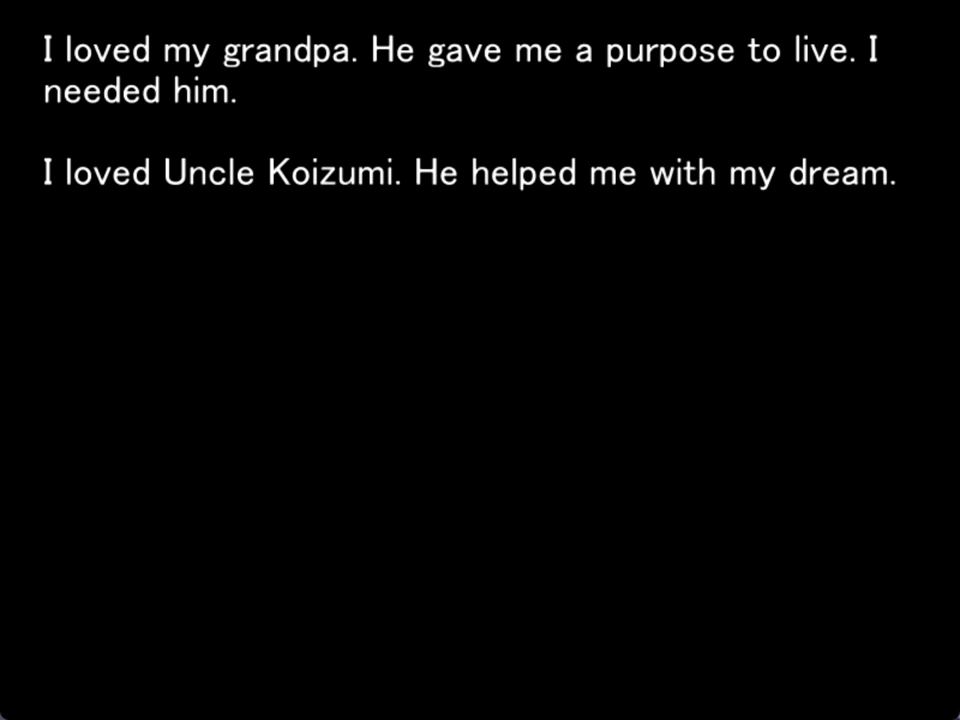 I loved my grandpa. He gave me a purpose to live. I
needed him.
I loved Uncle Koizumi. He helped me with my dream.